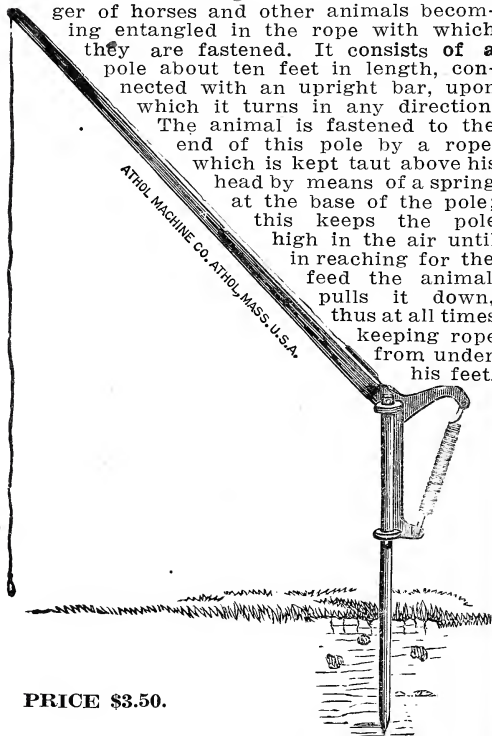 ger of horses and other animals becom-
ing entangled in the rope with which
they are fastened. It consists of a
pole about ten feet in length, con-
nected with an upright bar, upon
which it turns in any direction
The animal is fastened to the
end of this pole by a rope
which is kept taut above his
head by means of a spring
at the base of the pole;
this keeps the pole
high in the air until
in reaching for the
feed the animal
pulls it down,
thus at all times
keeping rope
from under
his feet.
ATHOL MACHINE CO. ATHOL, MASS. U.S.A.
PRICE $3.50.